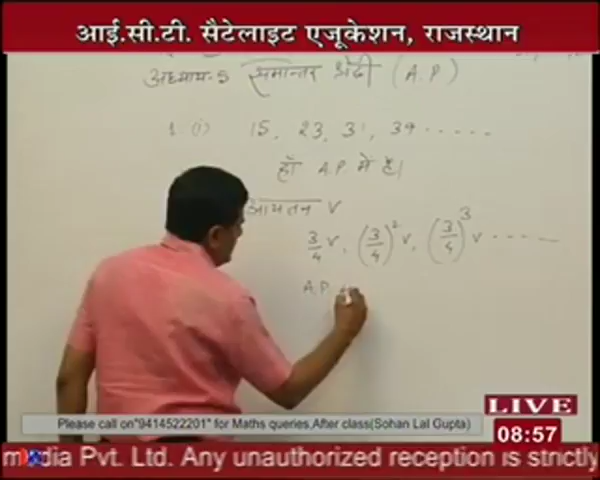 आई.सी.टी. सैटेलाइट एजूकेशन, राजस्थान
अध्याय-5 समान्तर श्रेढी (A.P)
1. (i) 15, 23, 31, 39 ......
हाँ A.P. में है।
आयतन V
3/4 V, (3/4)² V, (3/4)³ V ......
A.P.
LIVE
Please call on"9414522201" for Maths queries,After class(Sohan Lal Gupta)
08:57
media Pvt. Ltd. Any unauthorized reception is strictly